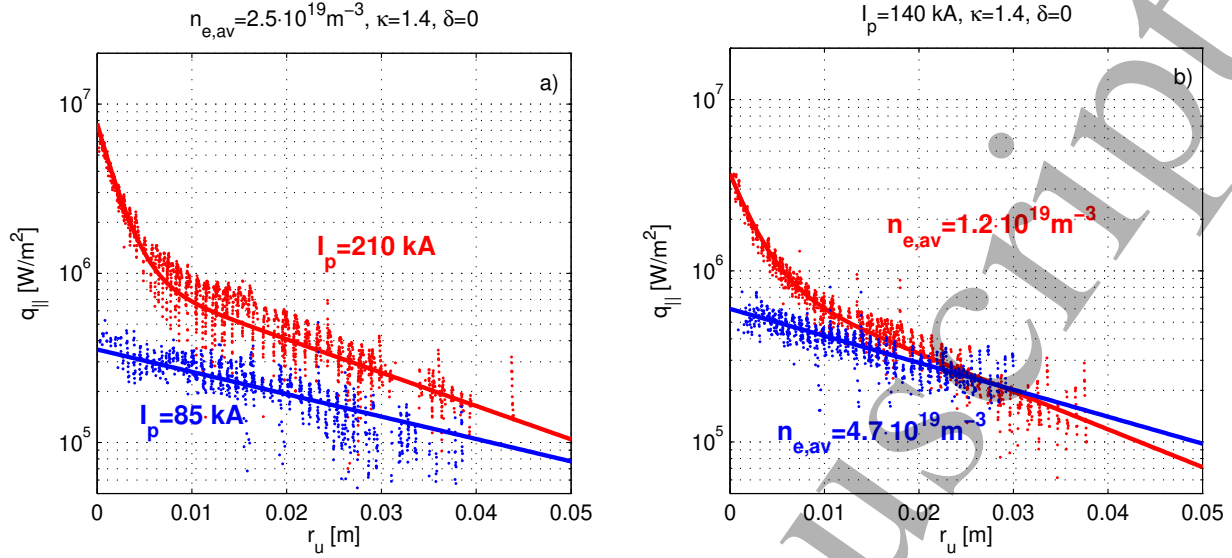 n_{e,av}=2.5·10^{19}m^{-3}, κ=1.4, δ=0
a)
10^7
10^6
10^5
q_{||} [W/m^2]
I_p=210 kA
I_p=85 kA
0 0.01 0.02 0.03 0.04 0.05
r_u [m]
I_p=140 kA, κ=1.4, δ=0
b)
10^7
10^6
10^5
q_{||} [W/m^2]
n_{e,av}=1.2·10^{19}m^{-3}
n_{e,av}=4.7·10^{19}m^{-3}
0 0.01 0.02 0.03 0.04 0.05
r_u [m]
uscript